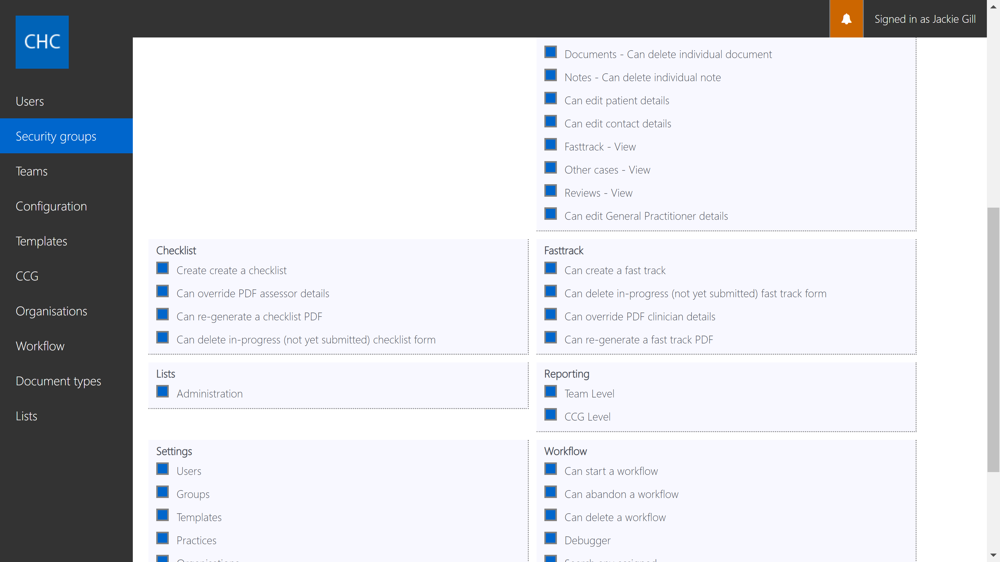 CHC
Signed in as Jackie Gill
Users
Security groups
Teams
Configuration
Templates
CCG
Organisations
Workflow
Document types
Lists
Documents - Can delete individual document
Notes - Can delete individual note
Can edit patient details
Can edit contact details
Fasttrack - View
Other cases - View
Reviews - View
Can edit General Practitioner details
Checklist
Create create a checklist
Can override PDF assessor details
Can re-generate a checklist PDF
Can delete in-progress (not yet submitted) checklist form
Fasttrack
Can create a fast track
Can delete in-progress (not yet submitted) fast track form
Can override PDF clinician details
Can re-generate a fast track PDF
Lists
Administration
Reporting
Team Level
CCG Level
Settings
Users
Groups
Templates
Practices
Organisations
Workflow
Can start a workflow
Can abandon a workflow
Can delete a workflow
Debugger
Search any assigned